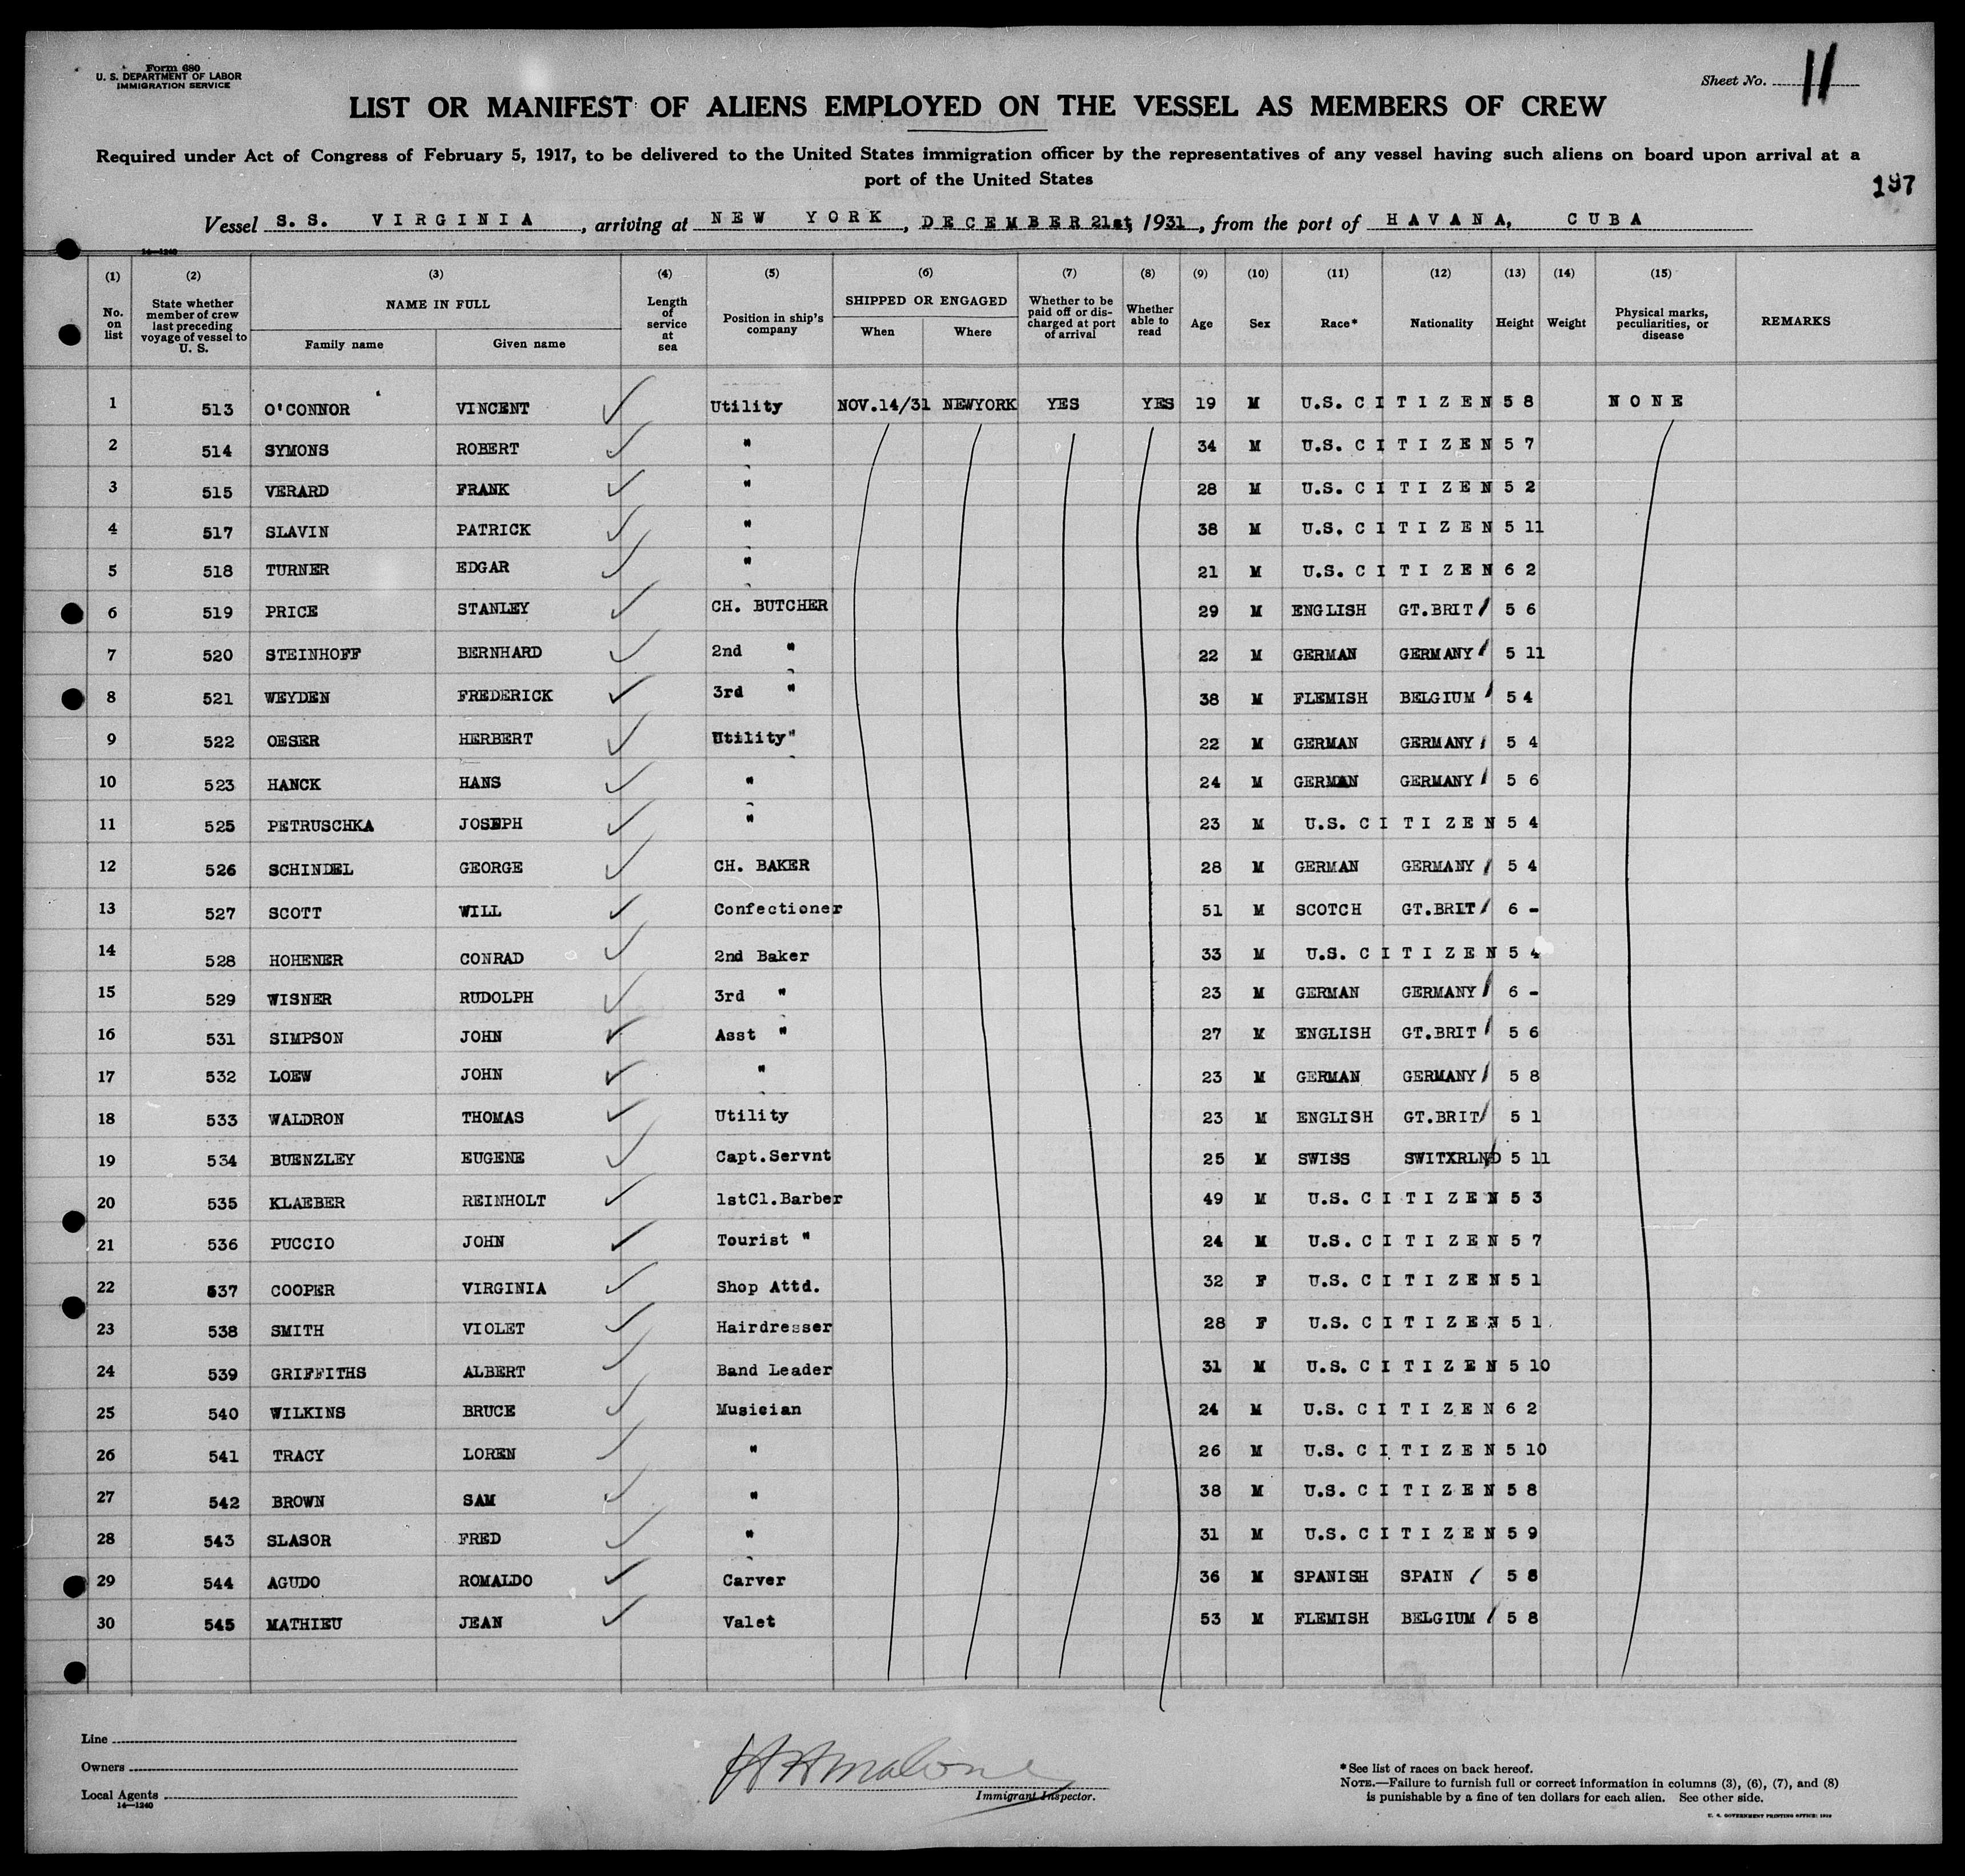 Form 680
U. S. DEPARTMENT OF LABOR
IMMIGRATION SERVICE
Sheet No. 11
LIST OR MANIFEST OF ALIENS EMPLOYED ON THE VESSEL AS MEMBERS OF CREW
Required under Act of Congress of February 5, 1917, to be delivered to the United States immigration officer by the representatives of any vessel having such aliens on board upon arrival at a
port of the United States
197
Vessel S. S. VIRGINIA, arriving at NEW YORK, DECEMBER 21st, 1931, from the port of HAVANA, CUBA
14—1240
(1) (2) (3) (4) (5) (6) (7) (8) (9) (10) (11) (12) (13) (14) (15)
No. on list State whether member of crew last preceding voyage of vessel to U. S. NAME IN FULL Family name Given name Length of service at sea Position in ship's company SHIPPED OR ENGAGED When Where Whether to be paid off or discharged at port of arrival Whether able to read Age Sex Race* Nationality Height Weight Physical marks, peculiarities, or disease REMARKS
1 513 O'CONNOR VINCENT Utility NOV.14/31 NEWYORK YES YES 19 M U.S. CITIZEN 5 8 NONE
2 514 SYMONS ROBERT " 34 M U.S. CITIZEN 5 7
3 515 VERARD FRANK " 28 M U.S. CITIZEN 5 2
4 517 SLAVIN PATRICK " 38 M U.S. CITIZEN 5 11
5 518 TURNER EDGAR " 21 M U.S. CITIZEN 6 2
6 519 PRICE STANLEY CH. BUTCHER 29 M ENGLISH GT.BRIT 5 6
7 520 STEINHOFF BERNHARD 2nd " 22 M GERMAN GERMANY 5 11
8 521 WEYDEN FREDERICK 3rd " 38 M FLEMISH BELGIUM 5 4
9 522 OESER HERBERT Utility" 22 M GERMAN GERMANY 5 4
10 523 HANCK HANS " 24 M GERMAN GERMANY 5 6
11 525 PETRUSCHKA JOSEPH " 23 M U.S. CITIZEN 5 4
12 526 SCHINDEL GEORGE CH. BAKER 28 M GERMAN GERMANY 5 4
13 527 SCOTT WILL Confectioner 51 M SCOTCH GT.BRIT 6 -
14 528 HOHENER CONRAD 2nd Baker 33 M U.S. CITIZEN 5 4
15 529 WISNER RUDOLPH 3rd " 23 M GERMAN GERMANY 6 -
16 531 SIMPSON JOHN Asst " 27 M ENGLISH GT.BRIT 5 6
17 532 LOEW JOHN " 23 M GERMAN GERMANY 5 8
18 533 WALDRON THOMAS Utility 23 M ENGLISH GT.BRIT 5 1
19 534 BUENZLEY EUGENE Capt.Servnt 25 M SWISS SWITXRLND 5 11
20 535 KLAEBER REINHOLT 1stCl.Barber 49 M U.S. CITIZEN 5 3
21 536 PUCCIO JOHN Tourist " 24 M U.S. CITIZEN 5 7
22 537 COOPER VIRGINIA Shop Attd. 32 F U.S. CITIZEN 5 1
23 538 SMITH VIOLET Hairdresser 28 F U.S. CITIZEN 5 1
24 539 GRIFFITHS ALBERT Band Leader 31 M U.S. CITIZEN 5 10
25 540 WILKINS BRUCE Musician 24 M U.S. CITIZEN 6 2
26 541 TRACY LOREN " 26 M U.S. CITIZEN 5 10
27 542 BROWN SAM " 38 M U.S. CITIZEN 5 8
28 543 SLASOR FRED " 31 M U.S. CITIZEN 5 9
29 544 AGUDO ROMALDO Carver 36 M SPANISH SPAIN 5 8
30 545 MATHIEU JEAN Valet 53 M FLEMISH BELGIUM 5 8
Line
Owners
Local Agents
14—1240
H A Malone
Immigrant Inspector.
* See list of races on back hereof.
NOTE.—Failure to furnish full or correct information in columns (3), (6), (7), and (8)
is punishable by a fine of ten dollars for each alien. See other side.
U. S. GOVERNMENT PRINTING OFFICE: 1929